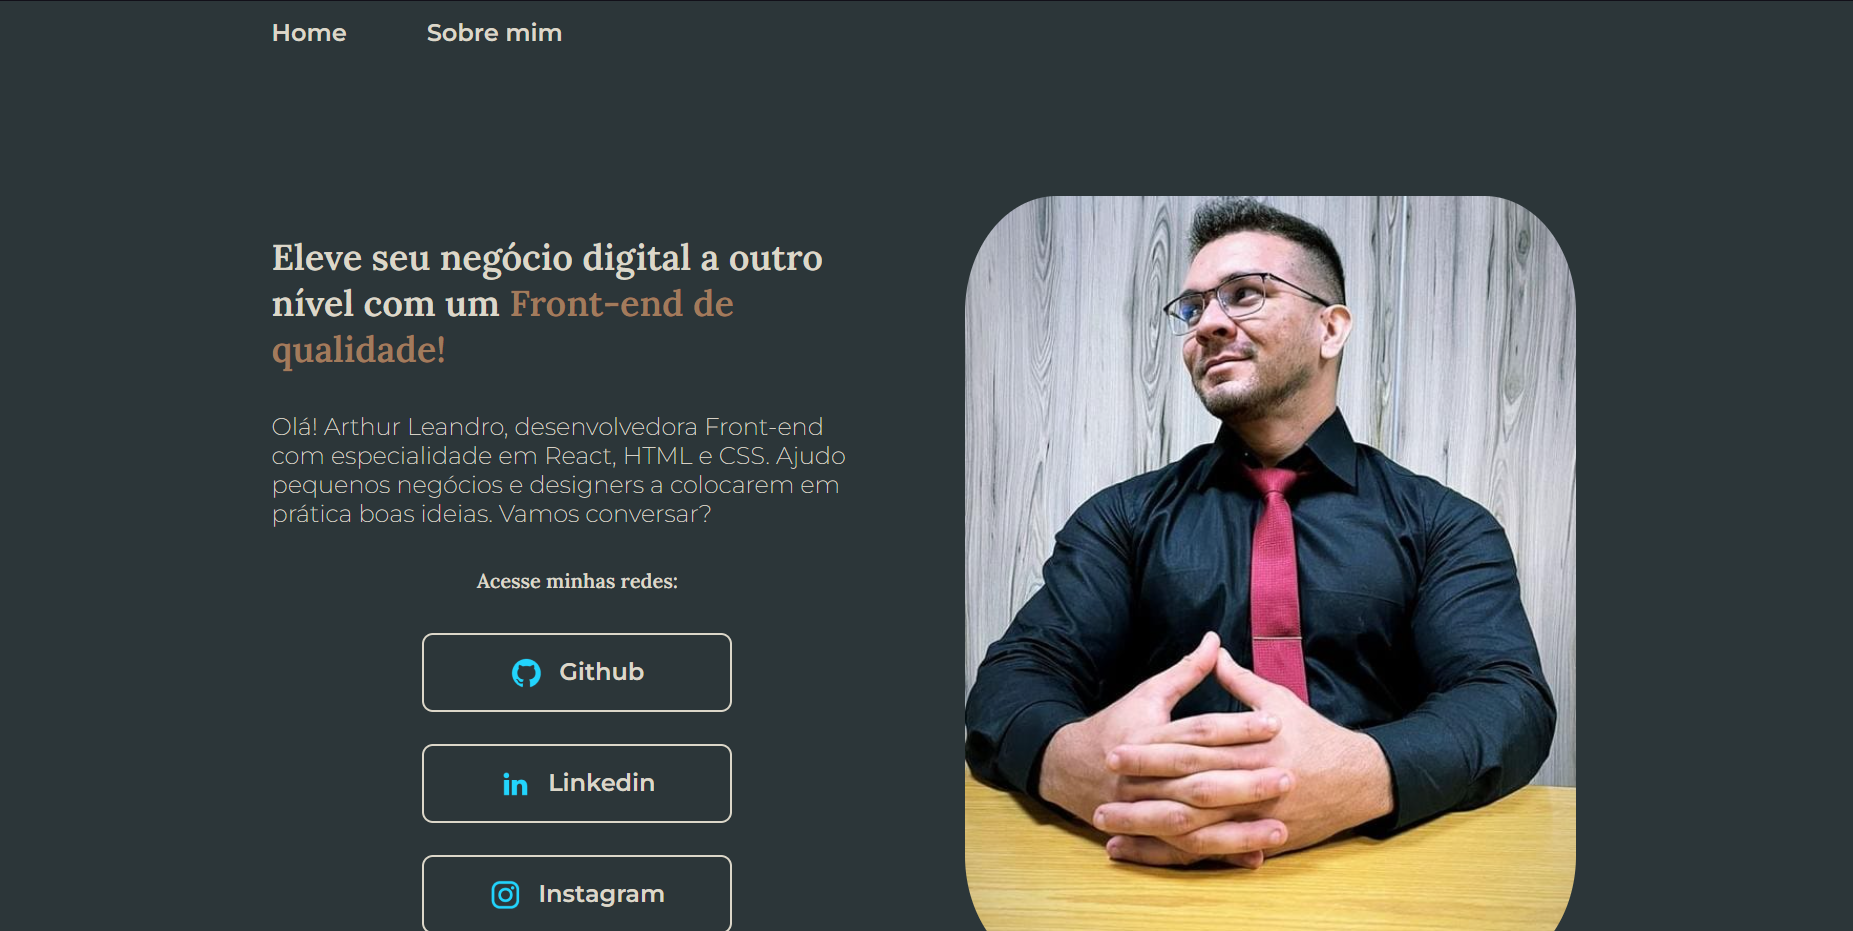 Home
Sobre mim
Eleve seu negócio digital a outro
nível com um Front-end de
qualidade!
Olá! Arthur Leandro, desenvolvedora Front-end
com especialidade em React, HTML e CSS. Ajudo
pequenos negócios e designers a colocarem em
prática boas ideias. Vamos conversar?
Acesse minhas redes:
Github
Linkedin
Instagram